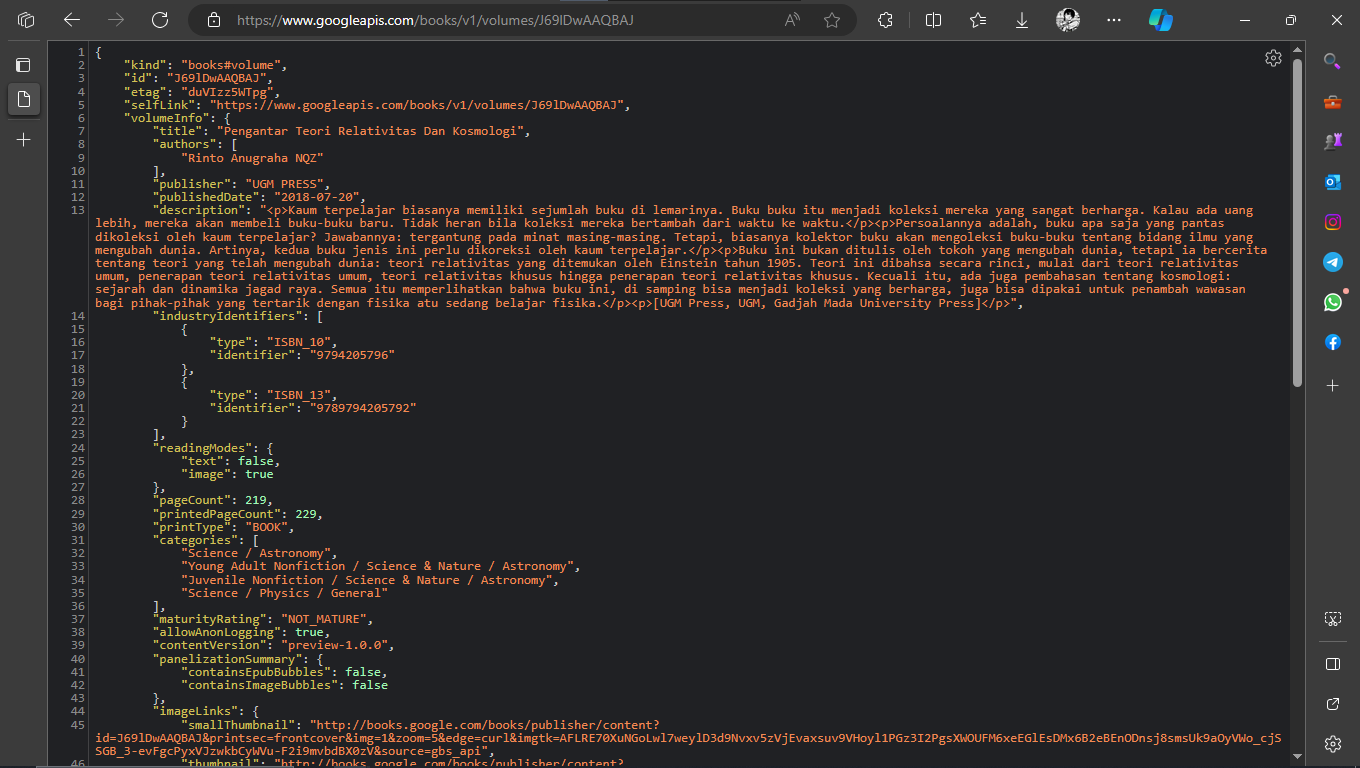 https://www.googleapis.com/books/v1/volumes/J69lDwAAQBAJ
1 {
2 "kind": "books#volume",
3 "id": "J69lDwAAQBAJ",
4 "etag": "duVIzz5WTpg",
5 "selfLink": "https://www.googleapis.com/books/v1/volumes/J69lDwAAQBAJ",
6 "volumeInfo": {
7 "title": "Pengantar Teori Relativitas Dan Kosmologi",
8 "authors": [
9 "Rinto Anugraha NQZ"
10 ],
11 "publisher": "UGM PRESS",
12 "publishedDate": "2018-07-20",
13 "description": "<p>Kaum terpelajar biasanya memiliki sejumlah buku di lemarinya. Buku buku itu menjadi koleksi mereka yang sangat berharga. Kalau ada uang
lebih, mereka akan membeli buku-buku baru. Tidak heran bila koleksi mereka bertambah dari waktu ke waktu.</p><p>Persoalannya adalah, buku apa saja yang pantas
dikoleksi oleh kaum terpelajar? Jawabannya: tergantung pada minat masing-masing. Tetapi, biasanya kolektor buku akan mengoleksi buku-buku tentang bidang ilmu yang
mengubah dunia. Artinya, kedua buku jenis ini perlu dikoreksi oleh kaum terpelajar.</p><p>Buku ini bukan ditulis oleh tokoh yang mengubah dunia, tetapi ia bercerita
tentang teori yang telah mengubah dunia: teori relativitas yang ditemukan oleh Einstein tahun 1905. Teori ini dibahsa secara rinci, mulai dari teori relativitas
umum, penerapan teori relativitas umum, teori relativitas khusus hingga penerapan teori relativitas khusus. Kecuali itu, ada juga pembahasan tentang kosmologi:
sejarah dan dinamika jagad raya. Semua itu memperlihatkan bahwa buku ini, di samping bisa menjadi koleksi yang berharga, juga bisa dipakai untuk penambah wawasan
bagi pihak-pihak yang tertarik dengan fisika atu sedang belajar fisika.</p><p>[UGM Press, UGM, Gadjah Mada University Press]</p>",
14 "industryIdentifiers": [
15 {
16 "type": "ISBN_10",
17 "identifier": "9794205796"
18 },
19 {
20 "type": "ISBN_13",
21 "identifier": "9789794205792"
22 }
23 ],
24 "readingModes": {
25 "text": false,
26 "image": true
27 },
28 "pageCount": 219,
29 "printedPageCount": 229,
30 "printType": "BOOK",
31 "categories": [
32 "Science / Astronomy",
33 "Young Adult Nonfiction / Science & Nature / Astronomy",
34 "Juvenile Nonfiction / Science & Nature / Astronomy",
35 "Science / Physics / General"
36 ],
37 "maturityRating": "NOT_MATURE",
38 "allowAnonLogging": true,
39 "contentVersion": "preview-1.0.0",
40 "panelizationSummary": {
41 "containsEpubBubbles": false,
42 "containsImageBubbles": false
43 },
44 "imageLinks": {
45 "smallThumbnail": "http://books.google.com/books/publisher/content?
id=J69lDwAAQBAJ&printsec=frontcover&img=1&zoom=5&edge=curl&imgtk=AFLRE70XuNGoLwl7weylD3d9Nvxv5zVjEvaxsuv9VHoyl1PGz3I2PgsXWOUFM6xeEGlEsDMx6B2eBEnODnsj8smsUk9aOyVWo_cjS
SGB_3-evFgcPyxVJzwkbCyWVu-F2i9mvbdBX0zV&source=gbs_api",
46 "thumbnail": "http://books.google.com/books/publisher/content?